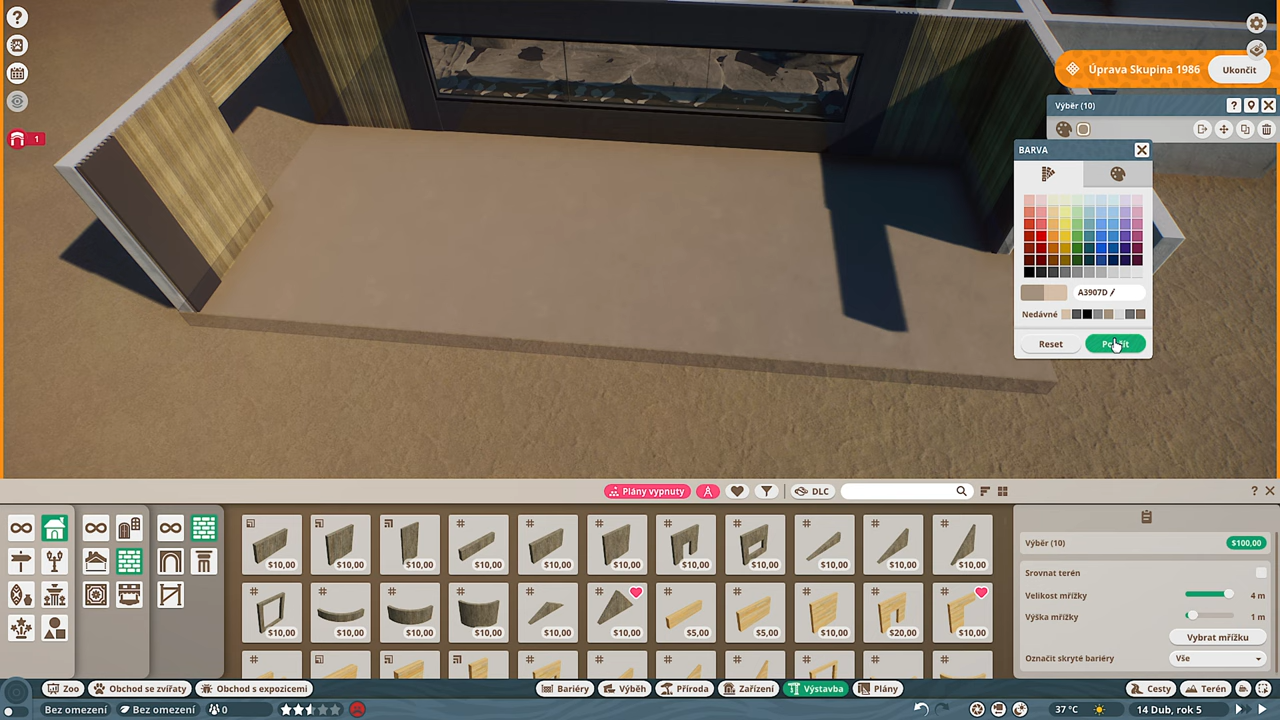 Úprava Skupina 1986
Ukončit
Výběr (10)
?
1
BARVA
A3907D
Nedávné
Reset
Plány vypnuty
DLC
?
$10,00 $10,00 $10,00 $10,00 $10,00 $10,00 $10,00 $10,00 $10,00 $10,00 $10,00
$10,00 $10,00 $10,00 $10,00 $10,00 $10,00 $5,00 $5,00 $10,00 $20,00 $10,00
Výběr (10)
$100,00
Srovnat terén
Velikost mřížky
4 m
Výška mřížky
1 m
Vybrat mřížku
Označit skryté bariéry
Vše
Zoo
Obchod se zvířaty
Obchod s expozicemi
Bariéry
Výběh
Příroda
Zařízení
Výstavba
Plány
Cesty
Terén
Bez omezení
Bez omezení
0
37 °C
14 Dub, rok 5